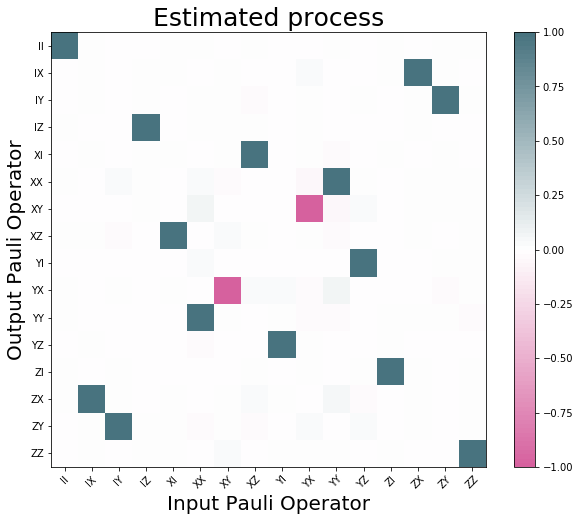 Estimated process
Output Pauli Operator
II
IX
IY
IZ
XI
XX
XY
XZ
YI
YX
YY
YZ
ZI
ZX
ZY
ZZ
II IX IY IZ XI XX XY XZ YI YX YY YZ ZI ZX ZY ZZ
Input Pauli Operator
1.00
0.75
0.50
0.25
0.00
−0.25
−0.50
−0.75
−1.00